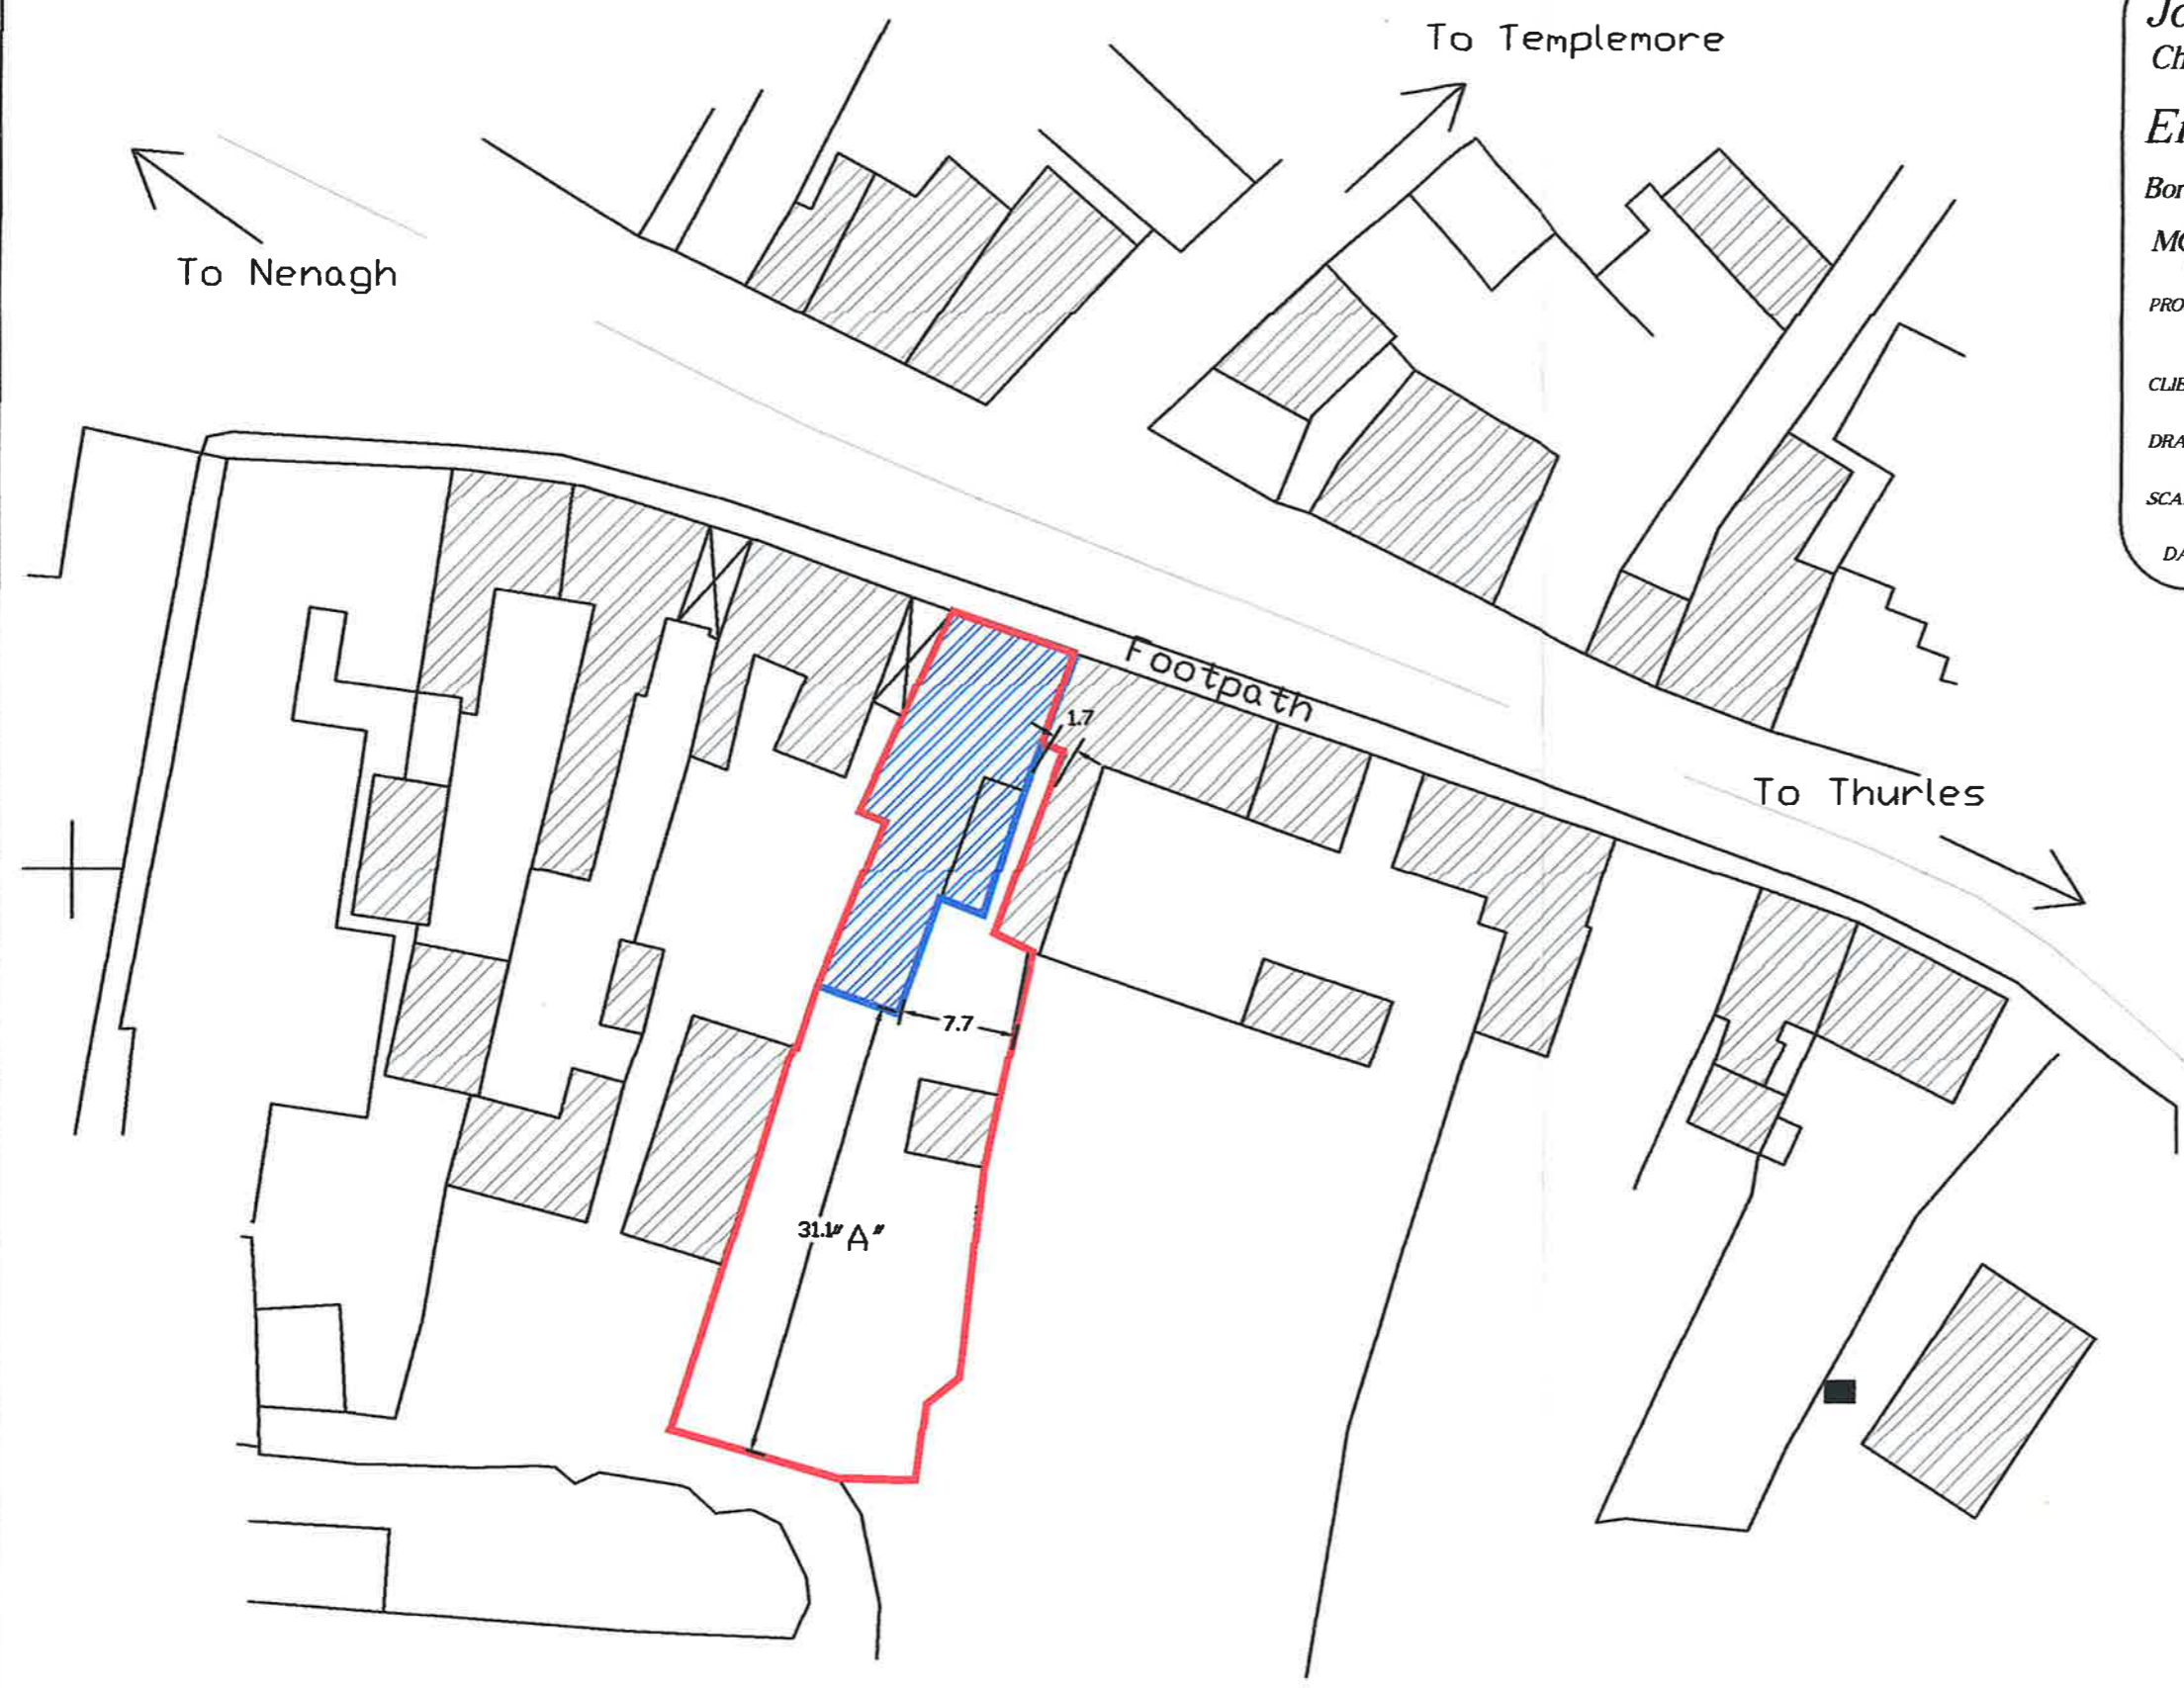 To Templemore
To Nenagh
Footpath
1.7
To Thurles
7.7
31.1 "A"